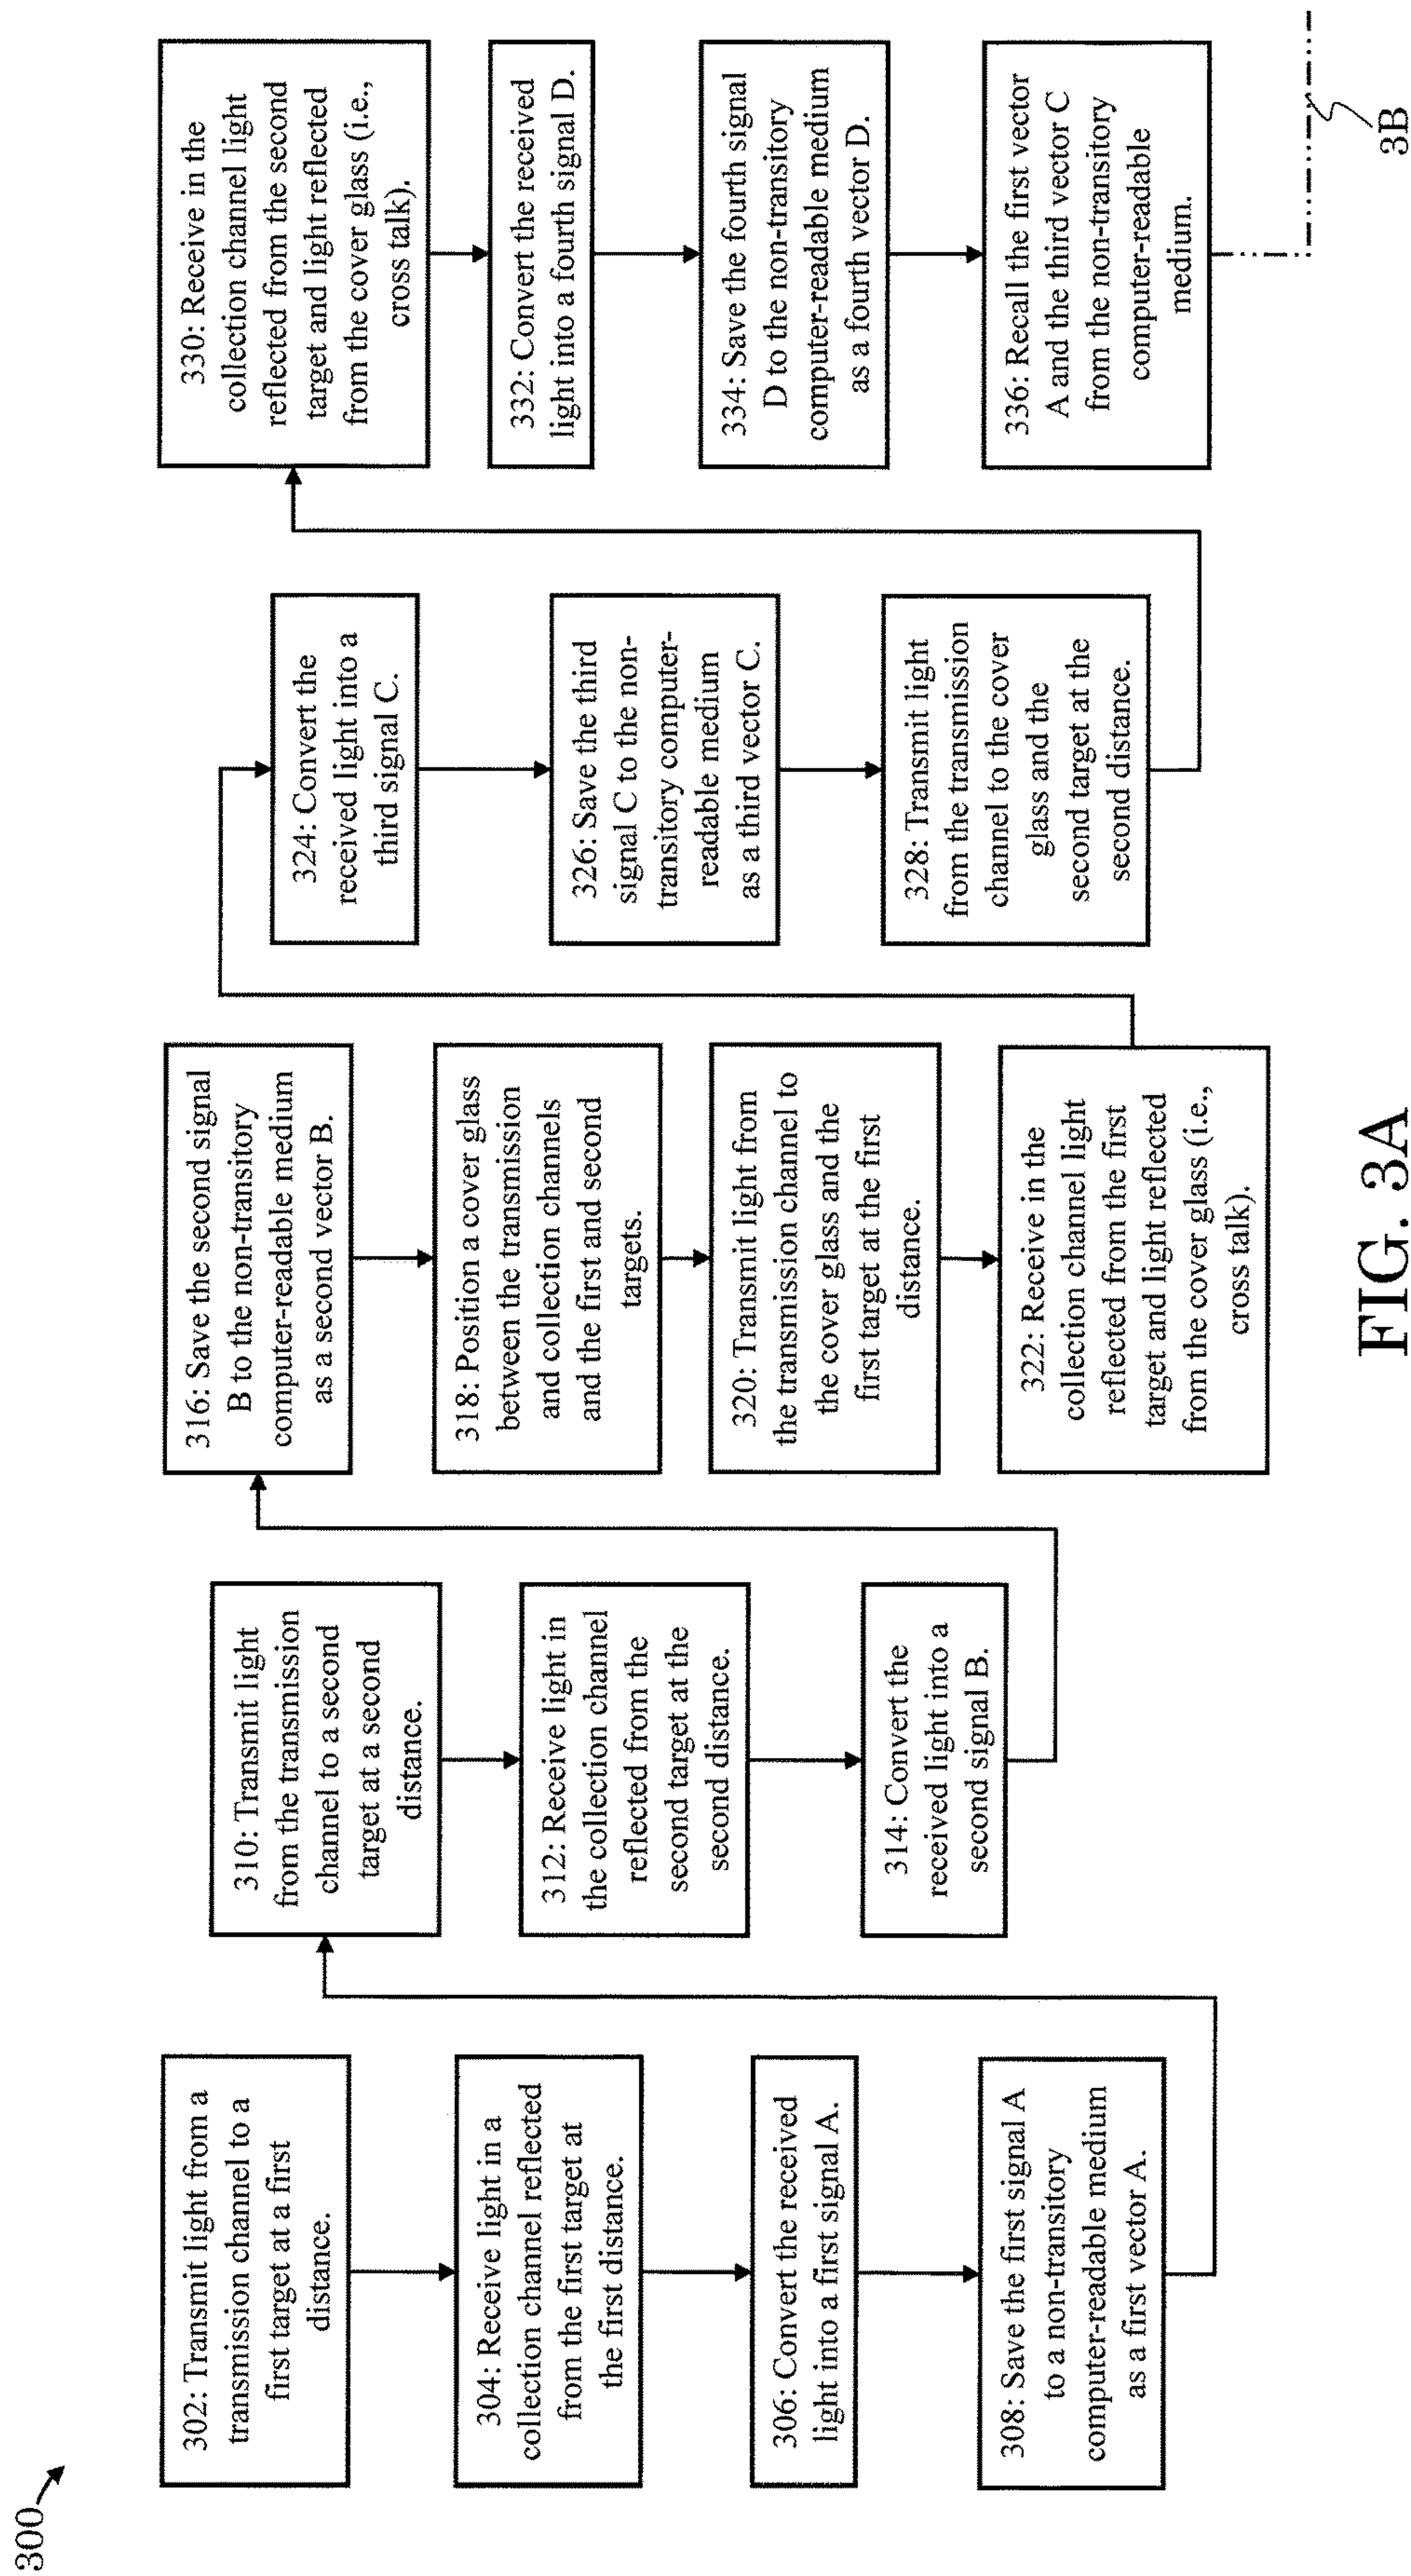 300
302: Transmit light from a
transmission channel to a
first target at a first
distance.
304: Receive light in a
collection channel reflected
from the first target at
the first distance.
306: Convert the received
light into a first signal A.
308: Save the first signal A
to a non-transitory
computer-readable medium
as a first vector A.
310: Transmit light
from the transmission
channel to a second
target at a second
distance.
312: Receive light in
the collection channel
reflected from the
second target at the
second distance.
314: Convert the
received light into a
second signal B.
316: Save the second signal
B to the non-transitory
computer-readable medium
as a second vector B.
318: Position a cover glass
between the transmission
and collection channels
and the first and second
targets.
320: Transmit light from
the transmission channel to
the cover glass and the
first target at the first
distance.
322: Receive in the
collection channel light
reflected from the first
target and light reflected
from the cover glass (i.e.,
cross talk).
324: Convert the
received light into a
third signal C.
326: Save the third
signal C to the non-
transitory computer-
readable medium
as a third vector C.
328: Transmit light
from the transmission
channel to the cover
glass and the
second target at the
second distance.
330: Receive in the
collection channel light
reflected from the second
target and light reflected
from the cover glass (i.e.,
cross talk).
332: Convert the received
light into a fourth signal D.
334: Save the fourth signal
D to the non-transitory
computer-readable medium
as a fourth vector D.
336: Recall the first vector
A and the third vector C
from the non-transitory
computer-readable
medium.
3B
FIG. 3A